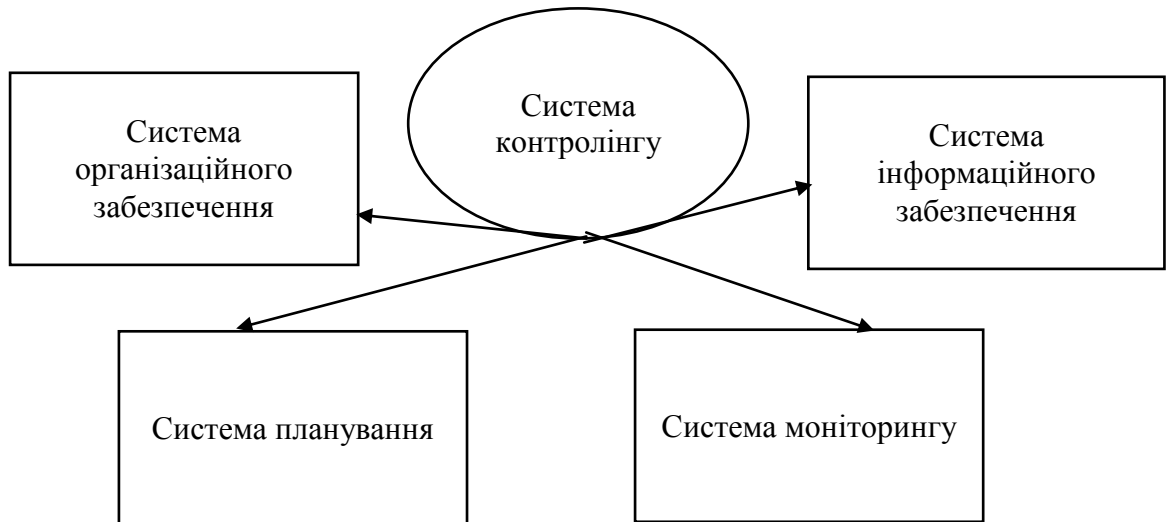 Система
організаційного
забезпечення
Система
контролінгу
Система
інформаційного
забезпечення
Система планування
Система моніторингу